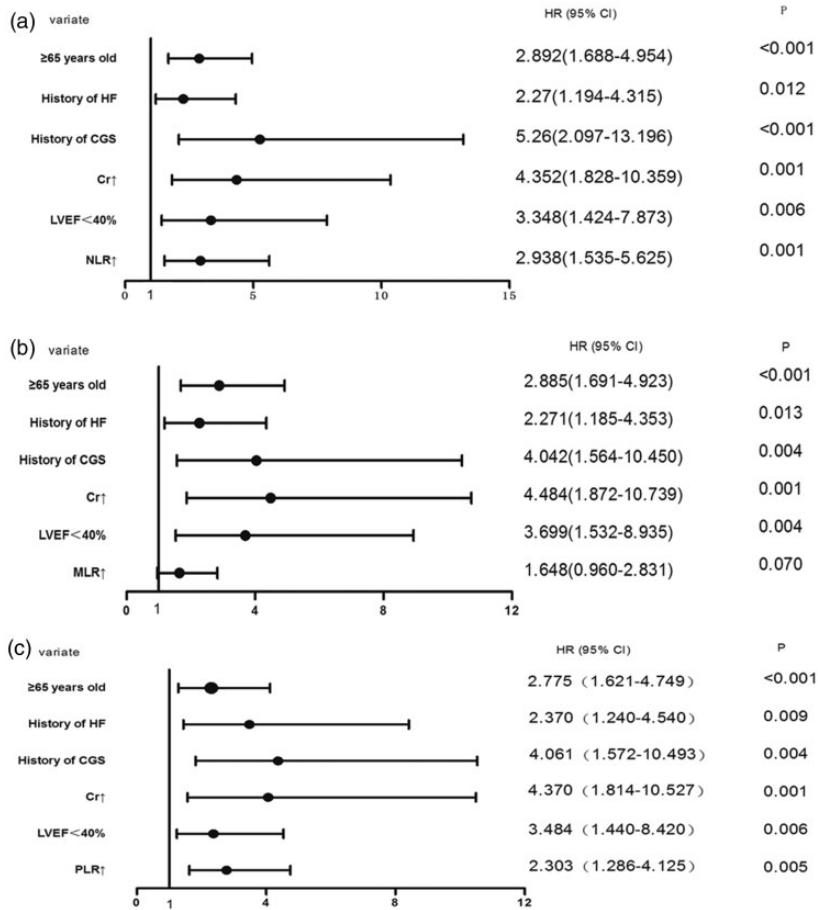 (a) variate HR (95% CI) P
≥65 years old 2.892(1.688-4.954) <0.001
History of HF 2.27(1.194-4.315) 0.012
History of CGS 5.26(2.097-13.196) <0.001
Cr↑ 4.352(1.828-10.359) 0.001
LVEF<40% 3.348(1.424-7.873) 0.006
NLR↑ 2.938(1.535-5.625) 0.001
0 1 5 10 15
(b) variate HR (95% CI) P
≥65 years old 2.885(1.691-4.923) <0.001
History of HF 2.271(1.185-4.353) 0.013
History of CGS 4.042(1.564-10.450) 0.004
Cr↑ 4.484(1.872-10.739) 0.001
LVEF<40% 3.699(1.532-8.935) 0.004
MLR↑ 1.648(0.960-2.831) 0.070
0 1 4 8 12
(c) variate HR (95% CI) P
≥65 years old 2.775 (1.621-4.749) <0.001
History of HF 2.370 (1.240-4.540) 0.009
History of CGS 4.061 (1.572-10.493) 0.004
Cr↑ 4.370 (1.814-10.527) 0.001
LVEF<40% 3.484 (1.440-8.420) 0.006
PLR↑ 2.303 (1.286-4.125) 0.005
0 1 4 8 12